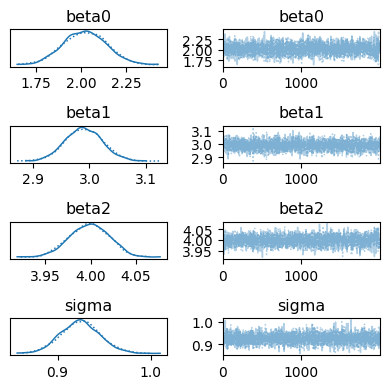 beta0 beta0
2.25
2.00
1.75
1.75 2.00 2.25 0 1000
beta1 beta1
3.1
3.0
2.9
2.9 3.0 3.1 0 1000
beta2 beta2
4.05
4.00
3.95
3.95 4.00 4.05 0 1000
sigma sigma
1.0
0.9
0.9 1.0 0 1000